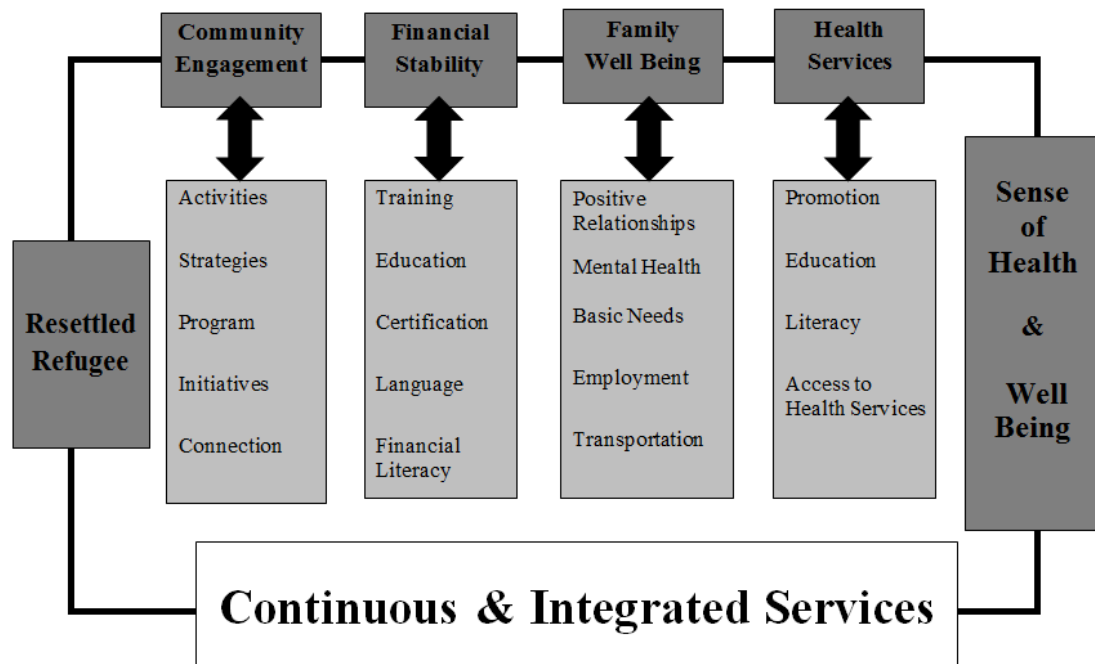 Community
Engagement
Financial
Stability
Family
Well Being
Health
Services
Resettled
Refugee
Activities
Strategies
Program
Initiatives
Connection
Training
Education
Certification
Language
Financial
Literacy
Positive
Relationships
Mental Health
Basic Needs
Employment
Transportation
Promotion
Education
Literacy
Access to
Health Services
Sense
of
Health
&
Well
Being
Continuous & Integrated Services